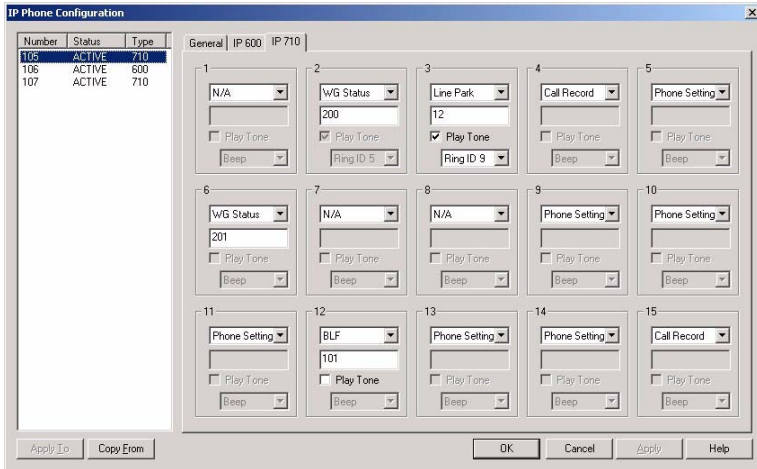 IP Phone Configuration
Number Status Type
105 ACTIVE 710
106 ACTIVE 600
107 ACTIVE 710
General IP 600 IP 710
1 2 3 4 5
N/A WG Status Line Park Call Record Phone Setting
200 12
Play Tone Play Tone Play Tone Play Tone Play Tone
Beep Ring ID 5 Ring ID 9 Beep Beep
6 7 8 9 10
WG Status N/A N/A Phone Setting Phone Setting
201
Play Tone Play Tone Play Tone Play Tone Play Tone
Beep Beep Beep Beep Beep
11 12 13 14 15
Phone Setting BLF Phone Setting Phone Setting Call Record
101
Play Tone Play Tone Play Tone Play Tone Play Tone
Beep Beep Beep Beep Beep
Apply To Copy From OK Cancel Apply Help